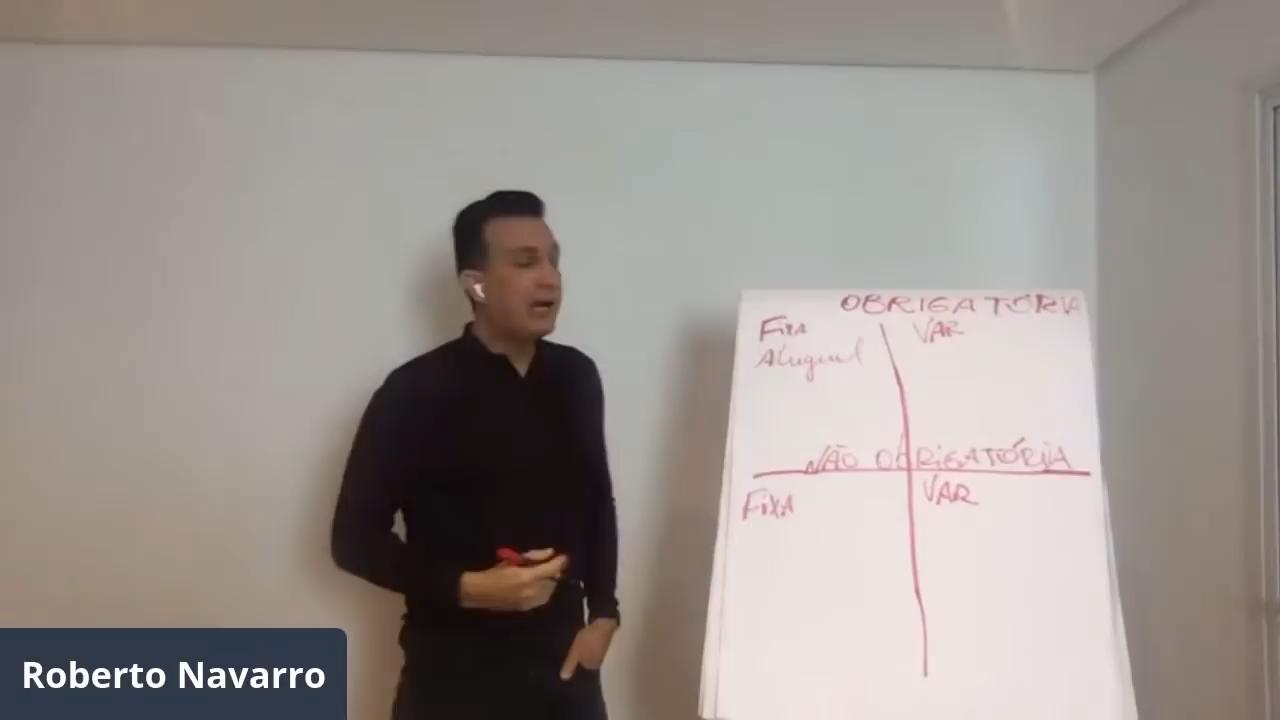 OBRIGATÓRIA
Fixa VAR
Aluguel
NÃO OBRIGATÓRIA
Fixa VAR
Roberto Navarro